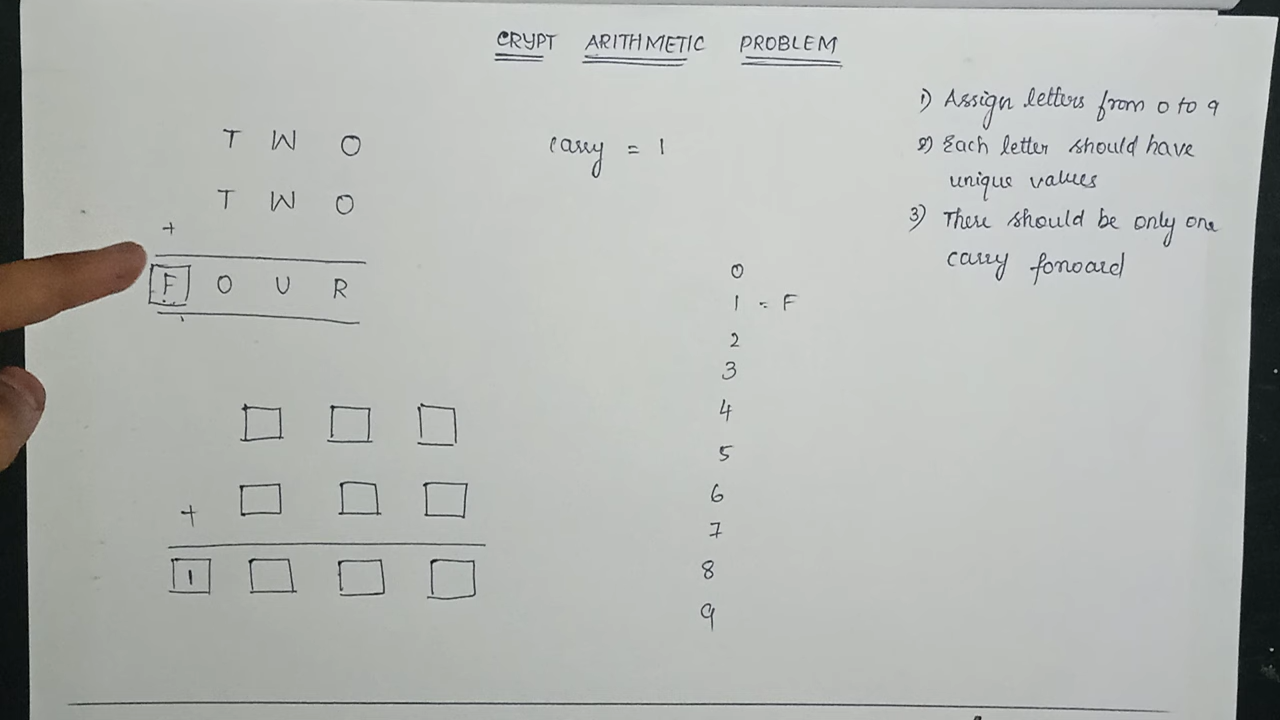 CRYPT ARITHMETIC PROBLEM
T W O
T W O
+
F O U R
carry = 1
1) Assign letters from 0 to 9
2) Each letter should have
unique values
3) There should be only one
carry forward
0
1 = F
2
3
4
5
6
7
8
9
+
1